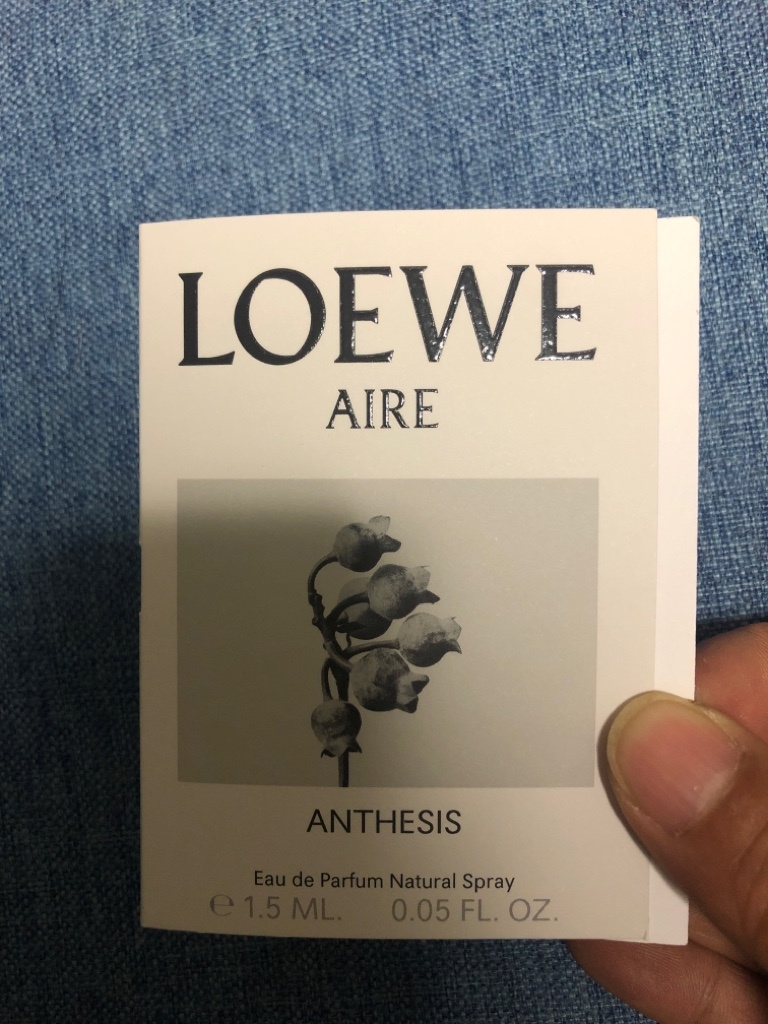 LOEWE
AIRE
ANTHESIS
Eau de Parfum Natural Spray
℮ 1.5 ML. 0.05 FL. OZ.